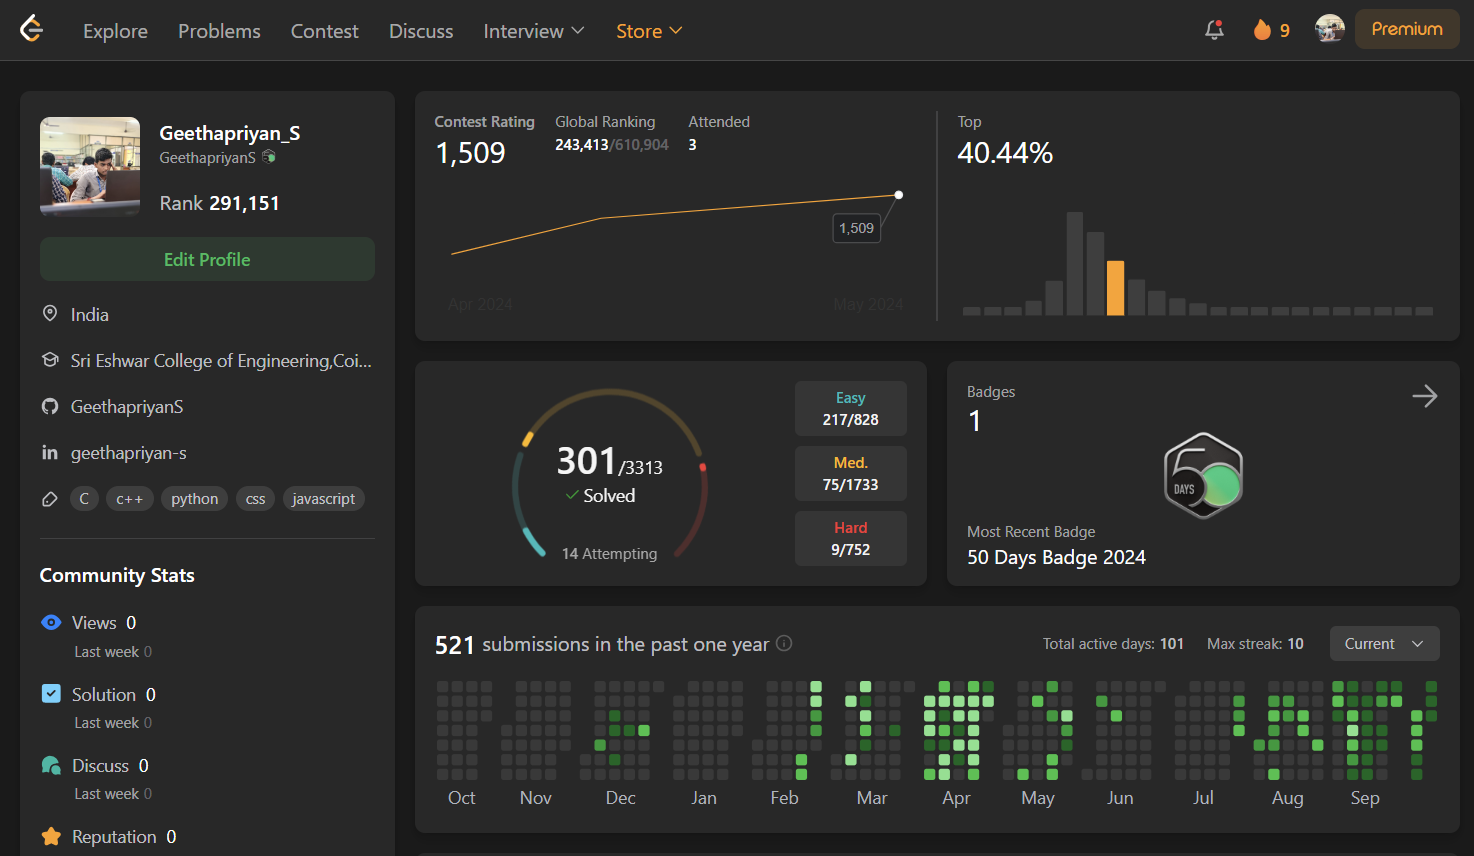 Explore Problems Contest Discuss Interview Store 9 Premium
Geethapriyan_S
GeethapriyanS
Rank 291,151
Edit Profile
India
Sri Eshwar College of Engineering,Coi...
GeethapriyanS
geethapriyan-s
C c++ python css javascript
Community Stats
Views 0
Last week 0
Solution 0
Last week 0
Discuss 0
Last week 0
Reputation 0
Contest Rating Global Ranking Attended
1,509 243,413/610,904 3
1,509
Apr 2024 May 2024
Top
40.44%
301/3313
Solved
14 Attempting
Easy
217/828
Med.
75/1733
Hard
9/752
Badges
1
50
DAYS
Most Recent Badge
50 Days Badge 2024
521 submissions in the past one year Total active days: 101 Max streak: 10 Current
Oct Nov Dec Jan Feb Mar Apr May Jun Jul Aug Sep